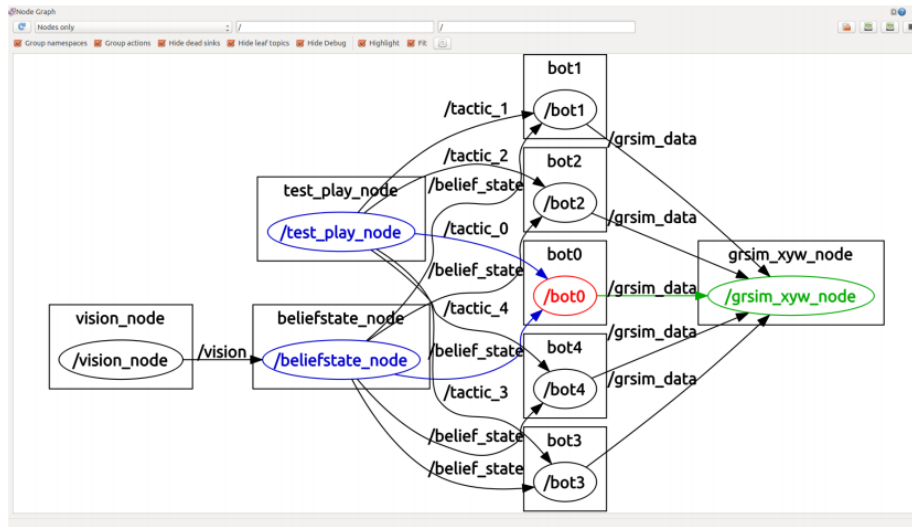 Node Graph
Nodes only
/
/
Group namespaces Group actions Hide dead sinks Hide leaf topics Hide Debug Highlight Fit
bot1
/tactic_1
/bot1
/grsim_data
/tactic_2
bot2
/belief_state
test_play_node
/bot2
/test_play_node
/tactic_0
/grsim_data
bot0
grsim_xyw_node
/belief_state
/bot0
/grsim_data
/grsim_xyw_node
vision_node
beliefstate_node
/tactic_4
/grsim_data
bot4
/vision_node
/vision
/beliefstate_node
/belief_state
/grsim_data
/bot4
/tactic_3
/belief_state
bot3
/belief_state
/bot3